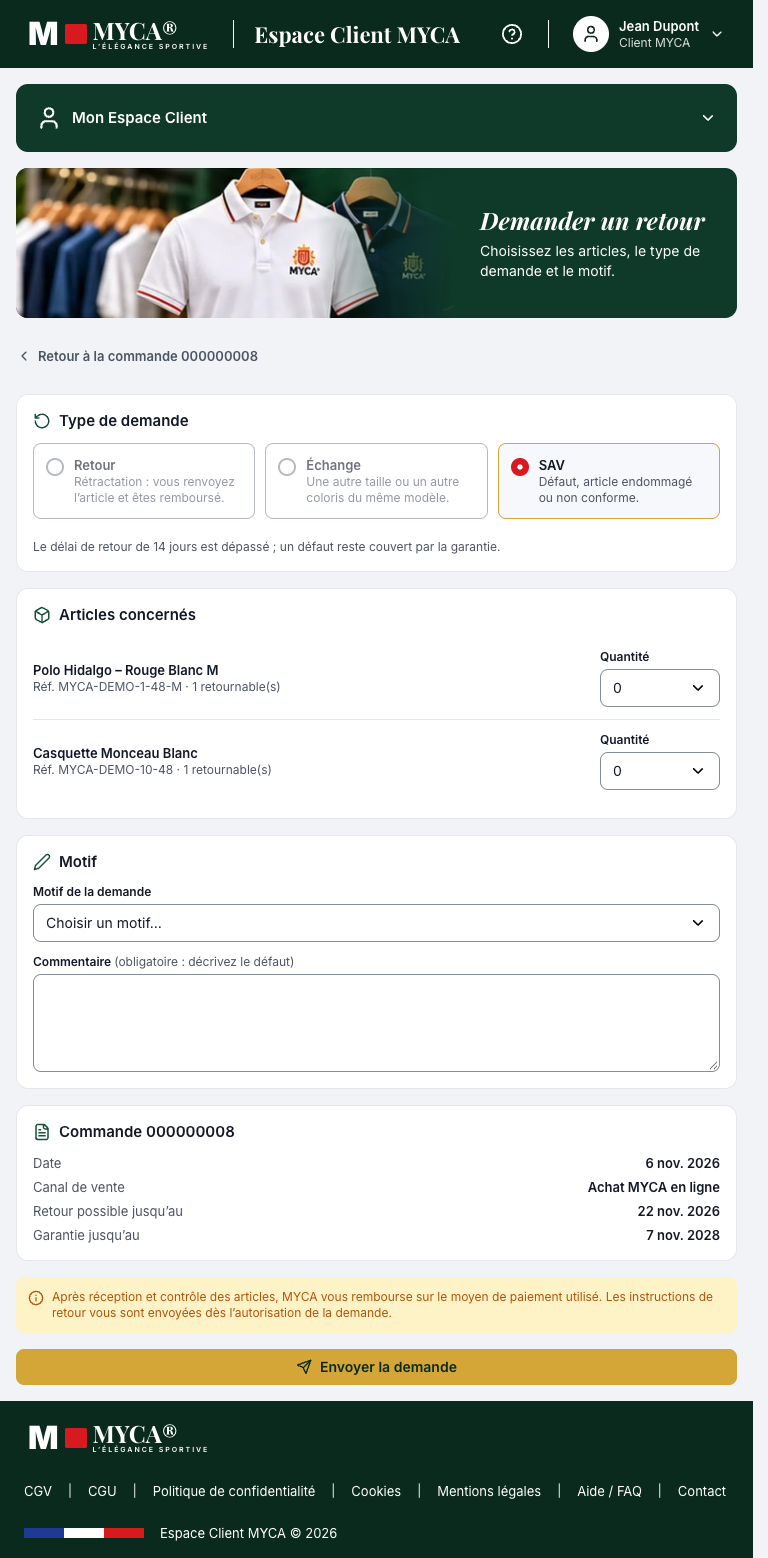 M MYCA®
L'ÉLÉGANCE SPORTIVE
Espace Client MYCA
Jean Dupont
Client MYCA
Mon Espace Client
MYCA
MYCA
Demander un retour
Choisissez les articles, le type de
demande et le motif.
Retour à la commande 000000008
Type de demande
Retour
Rétractation : vous renvoyez
l’article et êtes remboursé.
Échange
Une autre taille ou un autre
coloris du même modèle.
SAV
Défaut, article endommagé
ou non conforme.
Le délai de retour de 14 jours est dépassé ; un défaut reste couvert par la garantie.
Articles concernés
Polo Hidalgo – Rouge Blanc M
Réf. MYCA-DEMO-1-48-M · 1 retournable(s)
Quantité
0
Casquette Monceau Blanc
Réf. MYCA-DEMO-10-48 · 1 retournable(s)
Quantité
0
Motif
Motif de la demande
Choisir un motif...
Commentaire (obligatoire : décrivez le défaut)
Commande 000000008
Date 6 nov. 2026
Canal de vente Achat MYCA en ligne
Retour possible jusqu’au 22 nov. 2026
Garantie jusqu’au 7 nov. 2028
Après réception et contrôle des articles, MYCA vous rembourse sur le moyen de paiement utilisé. Les instructions de
retour vous sont envoyées dès l’autorisation de la demande.
Envoyer la demande
M MYCA®
L'ÉLÉGANCE SPORTIVE
CGV | CGU | Politique de confidentialité | Cookies | Mentions légales | Aide / FAQ | Contact
Espace Client MYCA © 2026